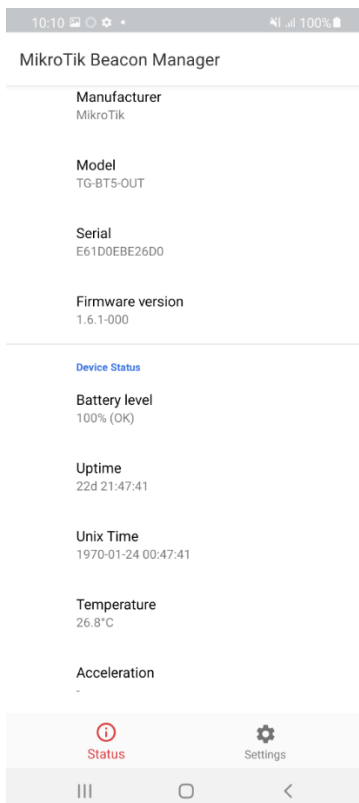 10:10
100%
MikroTik Beacon Manager
Manufacturer
MikroTik
Model
TG-BT5-OUT
Serial
E61D0EBE26D0
Firmware version
1.6.1-000
Device Status
Battery level
100% (OK)
Uptime
22d 21:47:41
Unix Time
1970-01-24 00:47:41
Temperature
26.8°C
Acceleration
-
Status
Settings